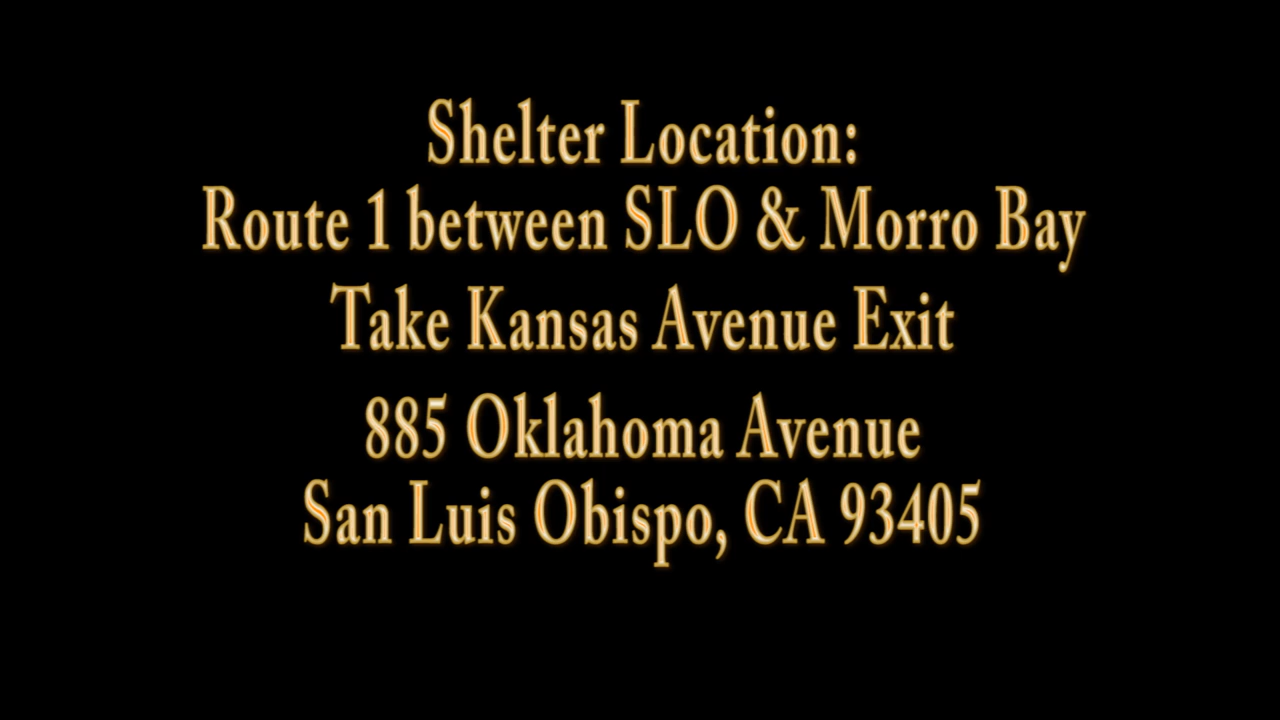 Shelter Location:
Route 1 between SLO & Morro Bay
Take Kansas Avenue Exit
885 Oklahoma Avenue
San Luis Obispo, CA 93405